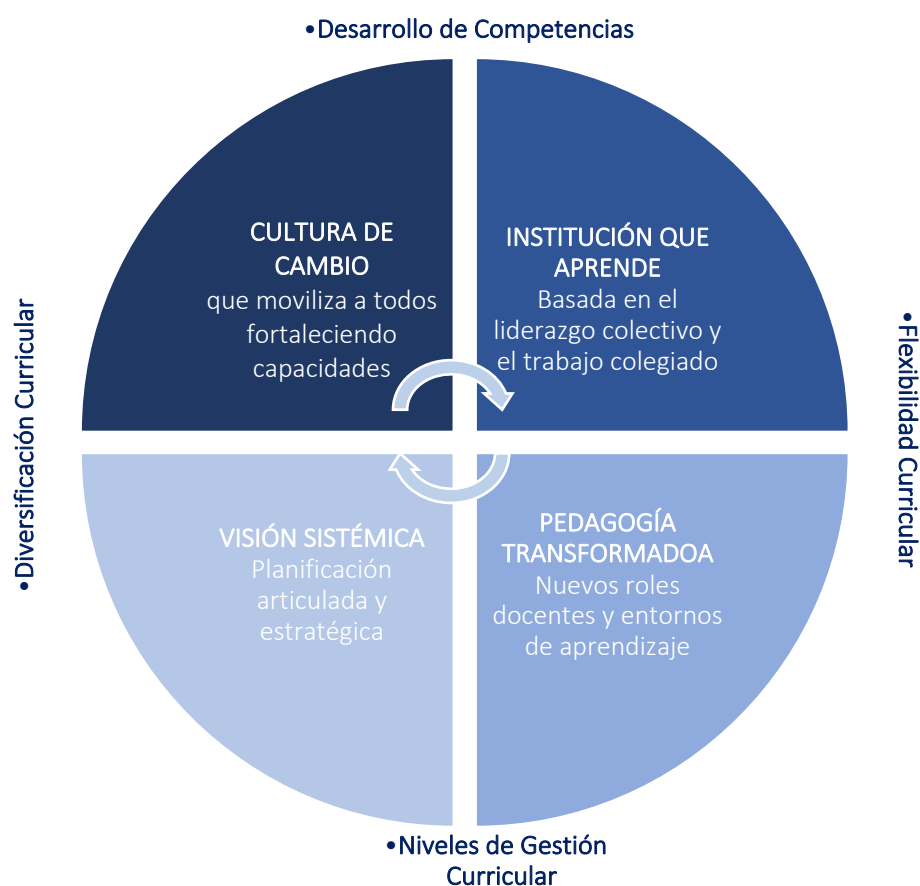 •Desarrollo de Competencias
CULTURA DE
CAMBIO
que moviliza a todos
fortaleciendo
capacidades
INSTITUCIÓN QUE
APRENDE
Basada en el
liderazgo colectivo y
el trabajo colegiado
•Diversificación Curricular
•Flexibilidad Curricular
VISIÓN SISTÉMICA
Planificación
articulada y
estratégica
PEDAGOGÍA
TRANSFORMADOA
Nuevos roles
docentes y entornos
de aprendizaje
•Niveles de Gestión
Curricular